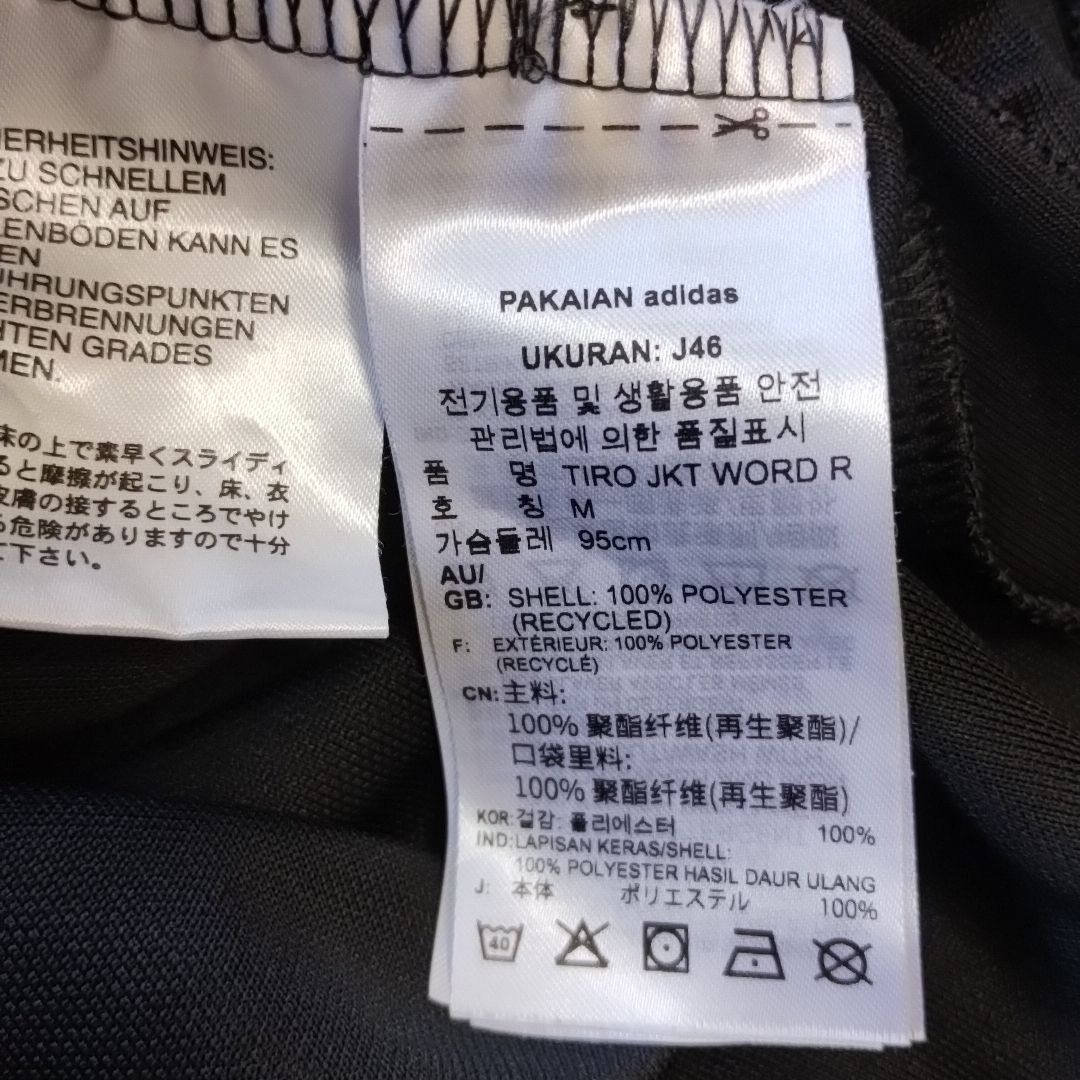 ERHEITSHINWEIS:
ZU SCHNELLEM
SCHEN AUF
LENBÖDEN KANN ES
EN
UHRUNGSPUNKTEN
ERBRENNUNGEN
TEN GRADES
MEN.
床の上で素早くスライディ
ると摩擦が起こり、床、衣
皮膚の接するところでやけ
る危険がありますので十分
て下さい。
PAKAIAN adidas
UKURAN: J46
전기용품 및 생활용품 안전
관리법에 의한 품질표시
품 명 TIRO JKT WORD R
호 칭 M
가슴둘레 95cm
AU/
GB: SHELL: 100% POLYESTER
(RECYCLED)
F: EXTÉRIEUR: 100% POLYESTER
(RECYCLÉ)
CN: 主料:
100% 聚酯纤维(再生聚酯)/
口袋里料:
100% 聚酯纤维(再生聚酯)
KOR: 겉감: 폴리에스터 100%
IND: LAPISAN KERAS/SHELL:
100% POLYESTER HASIL DAUR ULANG
J: 本体 ポリエステル 100%
40